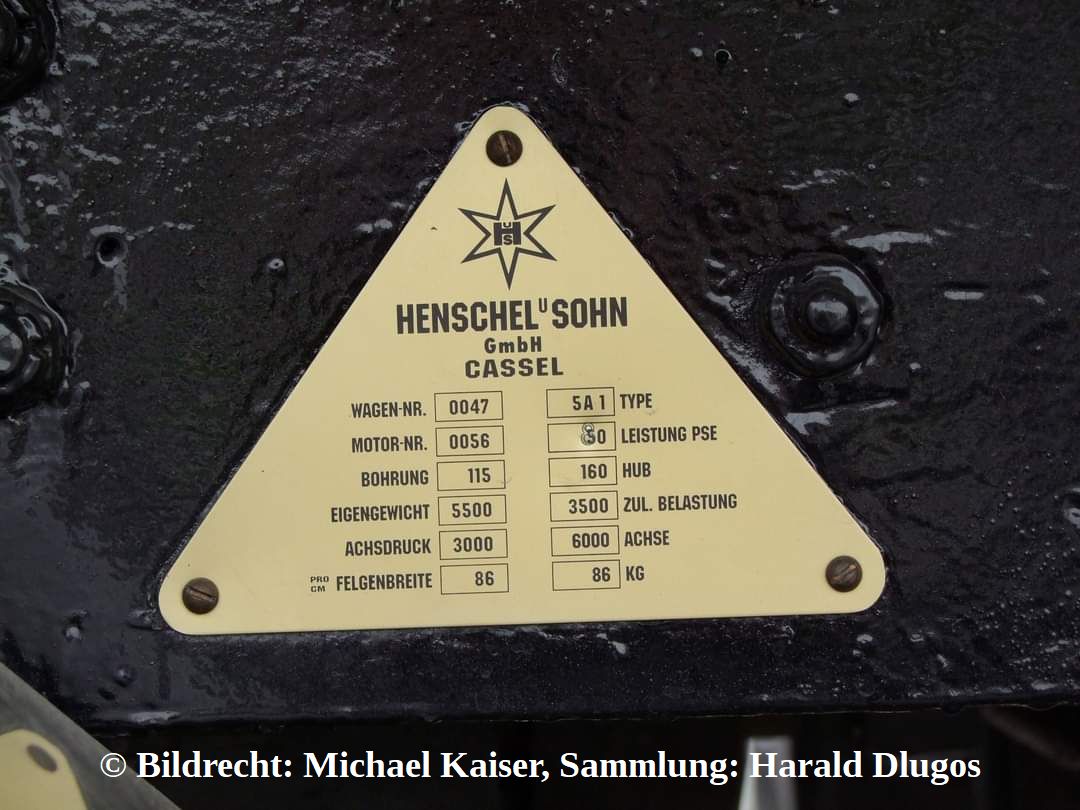 H U S
HENSCHEL U SOHN
GmbH
CASSEL
WAGEN-NR. 0047 5A1 TYPE
MOTOR-NR. 0056 50 LEISTUNG PSE
BOHRUNG 115 160 HUB
EIGENGEWICHT 5500 3500 ZUL. BELASTUNG
ACHSDRUCK 3000 6000 ACHSE
PRO CM FELGENBREITE 86 86 KG
© Bildrecht: Michael Kaiser, Sammlung: Harald Dlugos